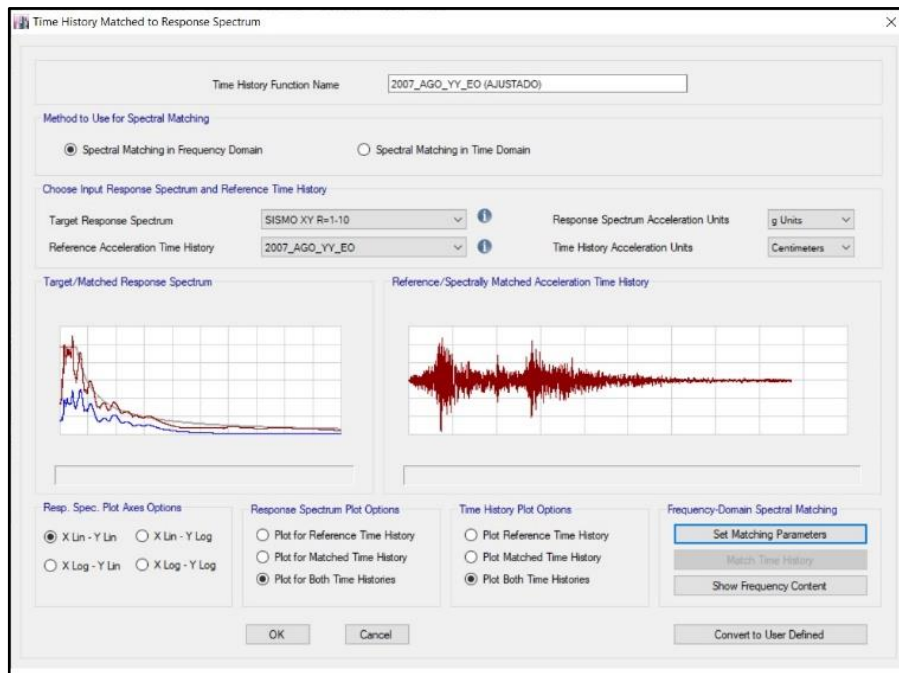 Time History Matched to Response Spectrum
Time History Function Name 2007_AGO_YY_EO (AJUSTADO)
Method to Use for Spectral Matching
Spectral Matching in Frequency Domain Spectral Matching in Time Domain
Choose Input Response Spectrum and Reference Time History
Target Response Spectrum SISMO XY R=1-10 Response Spectrum Acceleration Units g Units
Reference Acceleration Time History 2007_AGO_YY_EO Time History Acceleration Units Centimeters
Target/Matched Response Spectrum Reference/Spectrally Matched Acceleration Time History
Resp. Spec. Plot Axes Options Response Spectrum Plot Options Time History Plot Options Frequency-Domain Spectral Matching
X Lin - Y Lin X Lin - Y Log Plot for Reference Time History Plot Reference Time History Set Matching Parameters
X Log - Y Lin X Log - Y Log Plot for Matched Time History Plot Matched Time History Match Time History
Plot for Both Time Histories Plot Both Time Histories Show Frequency Content
OK Cancel Convert to User Defined